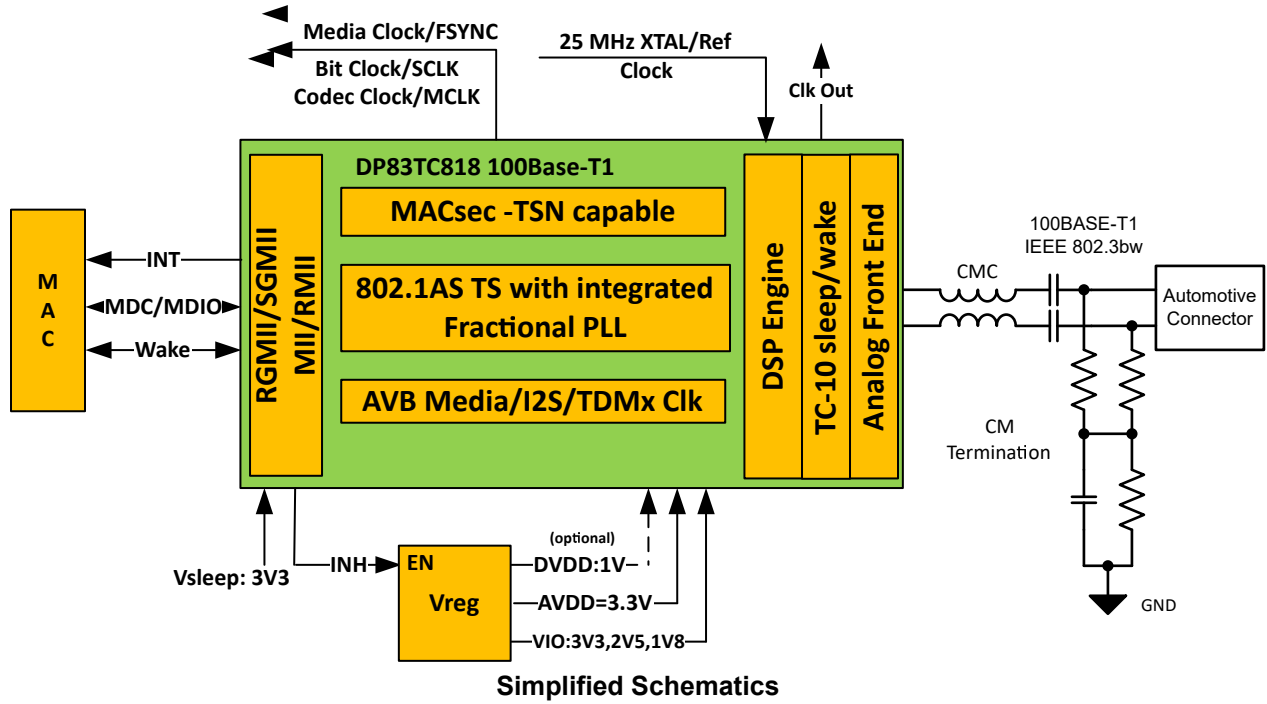 Media Clock/FSYNC
Bit Clock/SCLK
Codec Clock/MCLK
25 MHz XTAL/Ref
Clock
Clk Out
DP83TC818 100Base-T1
MACsec -TSN capable
802.1AS TS with integrated
Fractional PLL
AVB Media/I2S/TDMx Clk
RGMII/SGMII
MII/RMII
DSP Engine
TC-10 sleep/wake
Analog Front End
M
A
C
INT
MDC/MDIO
Wake
100BASE-T1
IEEE 802.3bw
CMC
Automotive
Connector
CM
Termination
GND
Vsleep: 3V3
INH
EN
Vreg
(optional)
DVDD:1V
AVDD=3.3V
VIO:3V3,2V5,1V8
Simplified Schematics